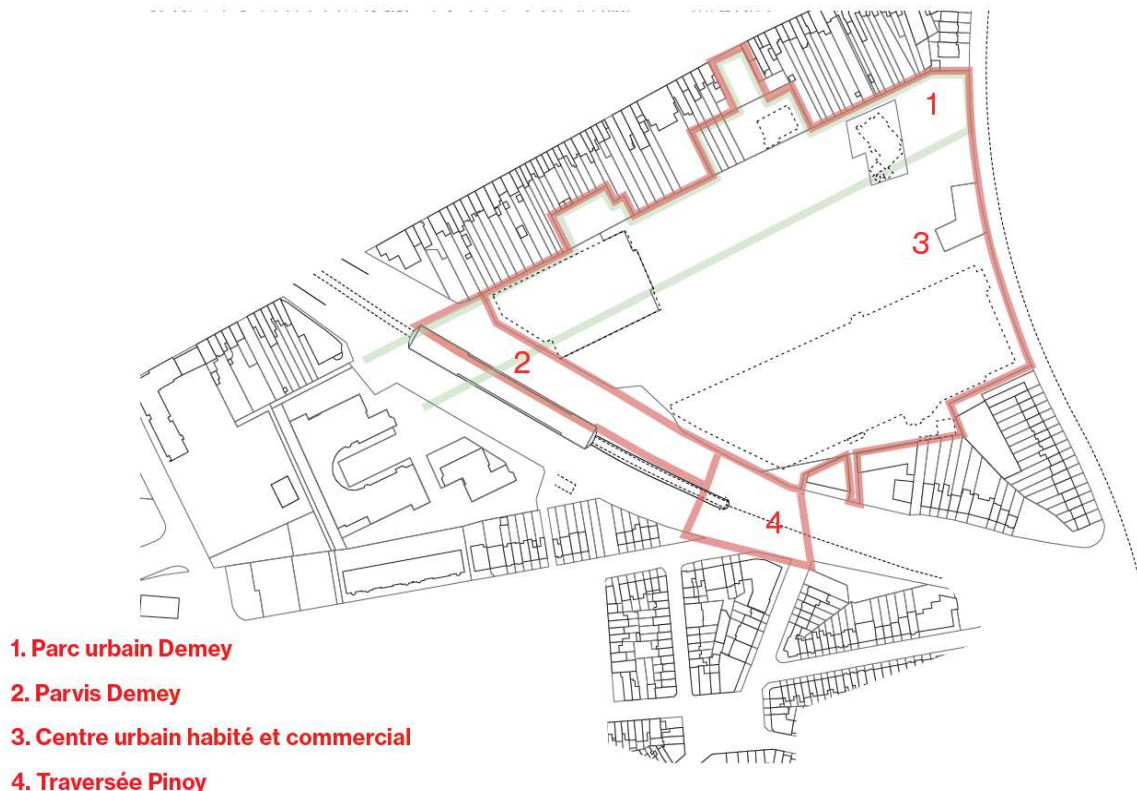 1
3
2
4
1. Parc urbain Demey
2. Parvis Demey
3. Centre urbain habité et commercial
4. Traversée Pinoy